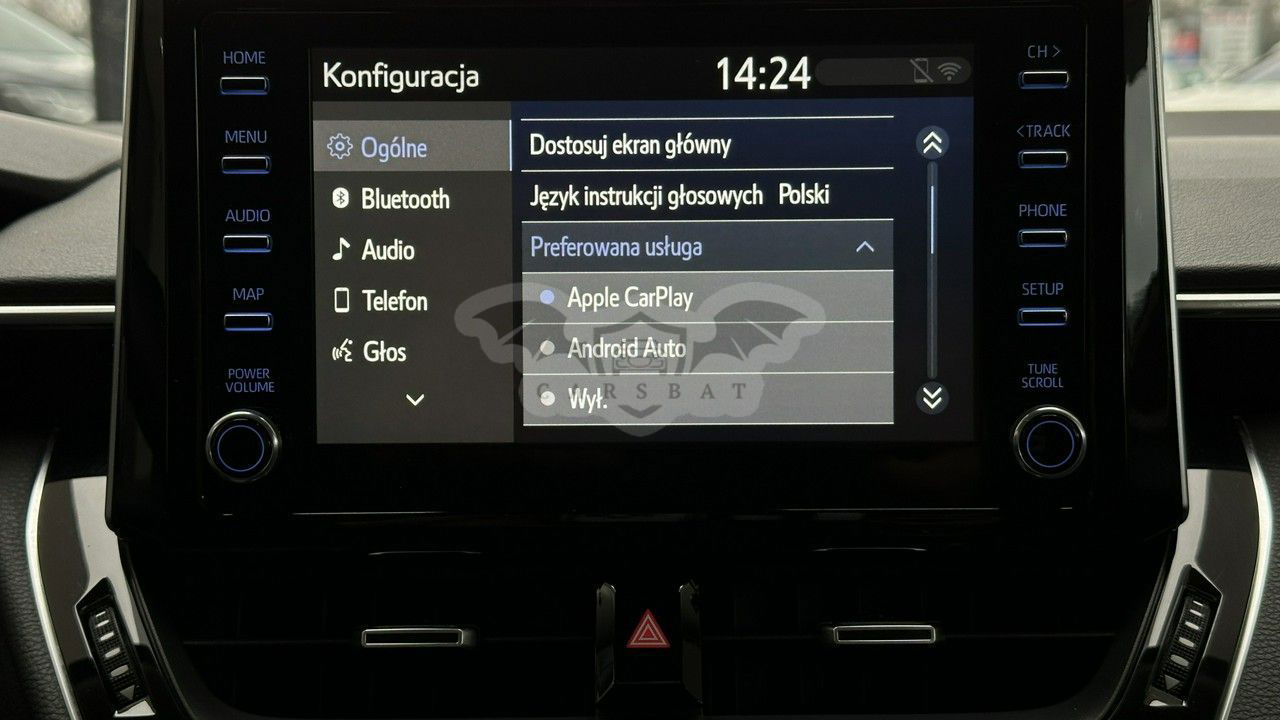 HOME
MENU
AUDIO
MAP
POWER
VOLUME
Konfiguracja
14:24
Ogólne
Bluetooth
Audio
Telefon
Głos
Dostosuj ekran główny
Język instrukcji głosowych Polski
Preferowana usługa
Apple CarPlay
Android Auto
Wył.
CARSBAT
CH >
<TRACK
PHONE
SETUP
TUNE
SCROLL